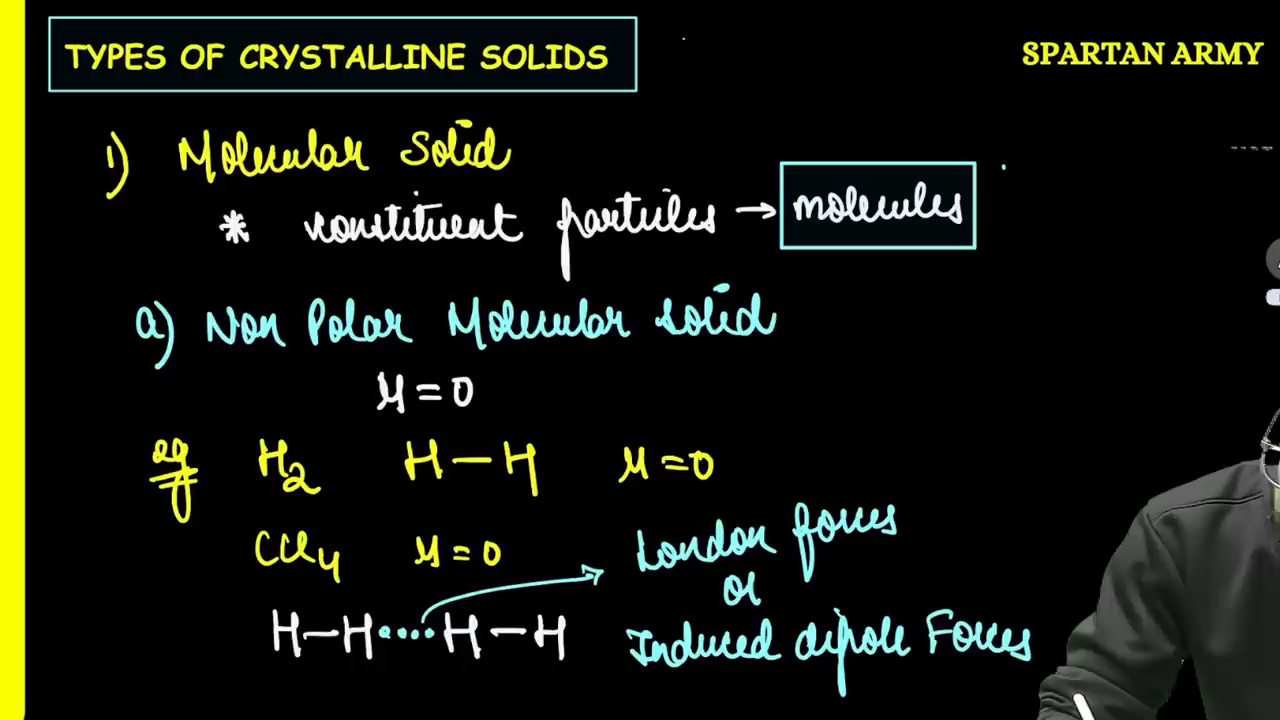 TYPES OF CRYSTALLINE SOLIDS
SPARTAN ARMY
1) Molecular Solid
* constituent particles → molecules
a) Non Polar Molecular solid
μ = 0
eg H2 H—H μ = 0
CCl4 μ = 0
London forces
or
H—H....H—H Induced dipole Forces